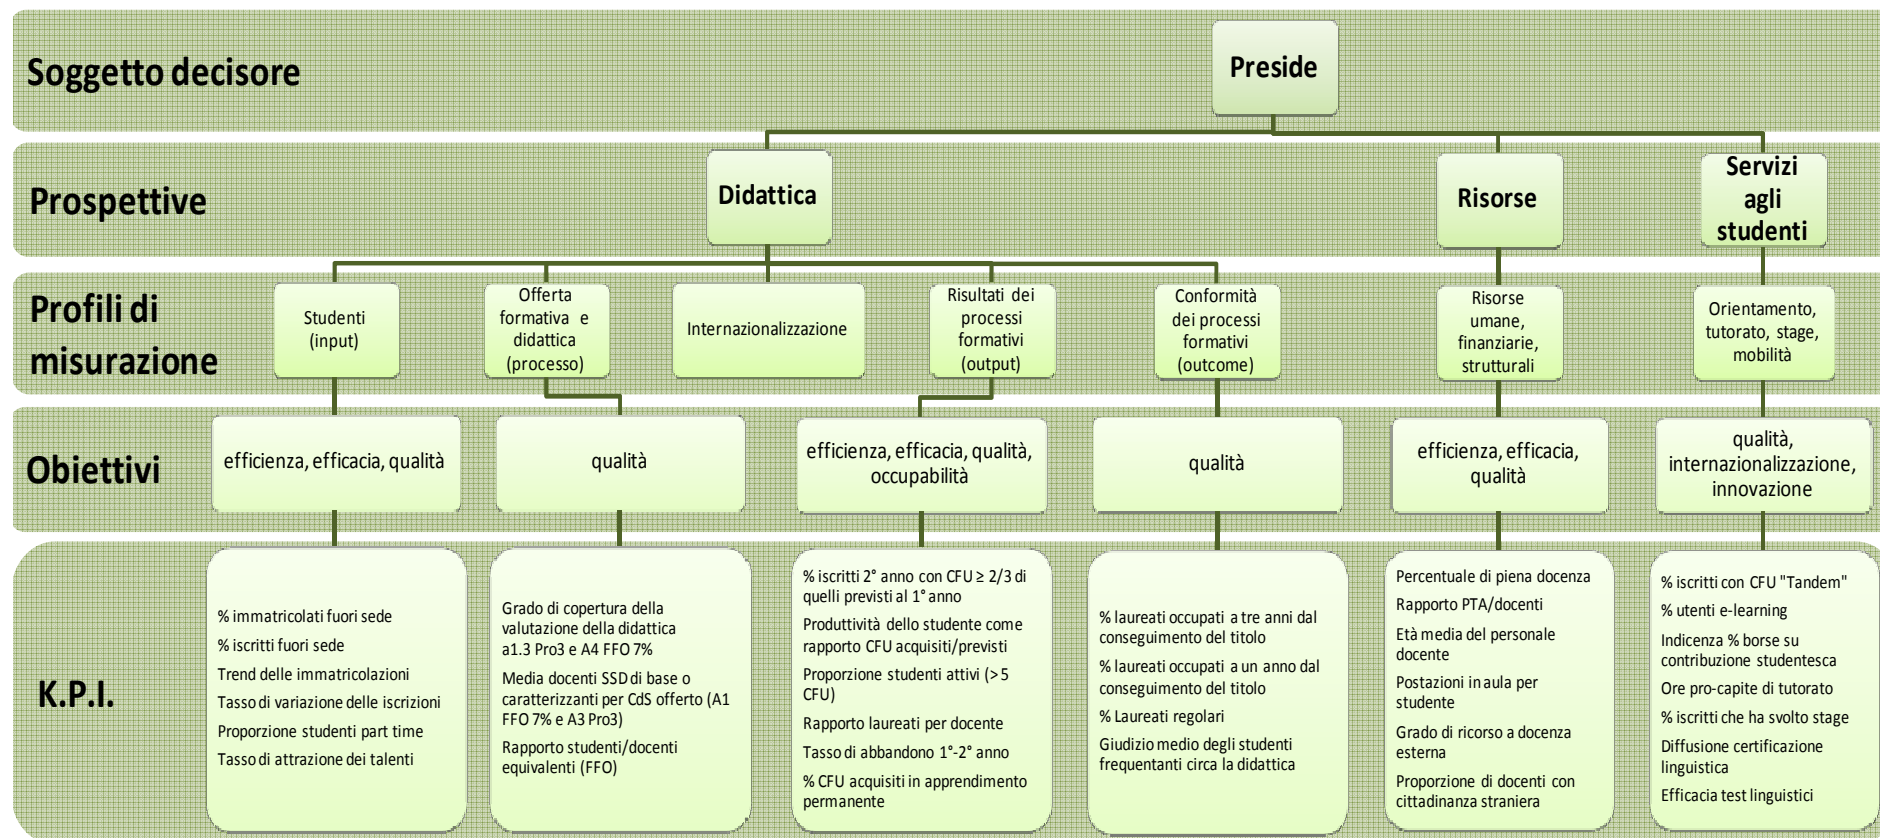 Soggetto decisore
Preside
Prospettive
Didattica
Risorse
Servizi
agli
studenti
Profili di
misurazione
Studenti
(input)
Offerta
formativa e
didattica
(processo)
Internazionalizzazione
Risultati dei
processi
formativi
(output)
Conformità
dei processi
formativi
(outcome)
Risorse
umane,
finanziarie,
strutturali
Orientamento,
tutorato, stage,
mobilità
Obiettivi
efficienza, efficacia, qualità
qualità
efficienza, efficacia, qualità,
occupabilità
qualità
efficienza, efficacia,
qualità
qualità,
internazionalizzazione,
innovazione
K.P.I.
% immatricolati fuori sede
% iscritti fuori sede
Trend delle immatricolazioni
Tasso di variazione delle iscrizioni
Proporzione studenti part time
Tasso di attrazione dei talenti
Grado di copertura della
valutazione della didattica
a1.3 Pro3 e A4 FFO 7%
Media docenti SSD di base o
caratterizzanti per CdS offerto (A1
FFO 7% e A3 Pro3)
Rapporto studenti/docenti
equivalenti (FFO)
% iscritti 2° anno con CFU ≥ 2/3 di
quelli previsti al 1° anno
Produttività dello studente come
rapporto CFU acquisiti/previsti
Proporzione studenti attivi (> 5
CFU)
Rapporto laureati per docente
Tasso di abbandono 1°-2° anno
% CFU acquisiti in apprendimento
permanente
% laureati occupati a tre anni dal
conseguimento del titolo
% laureati occupati a un anno dal
conseguimento del titolo
% Laureati regolari
Giudizio medio degli studenti
frequentanti circa la didattica
Percentuale di piena docenza
Rapporto PTA/docenti
Età media del personale
docente
Postazioni in aula per
studente
Grado di ricorso a docenza
esterna
Proporzione di docenti con
cittadinanza straniera
% iscritti con CFU "Tandem"
% utenti e-learning
Indicenza % borse su
contribuzione studentesca
Ore pro-capite di tutorato
% iscritti che ha svolto stage
Diffusione certificazione
linguistica
Efficacia test linguistici